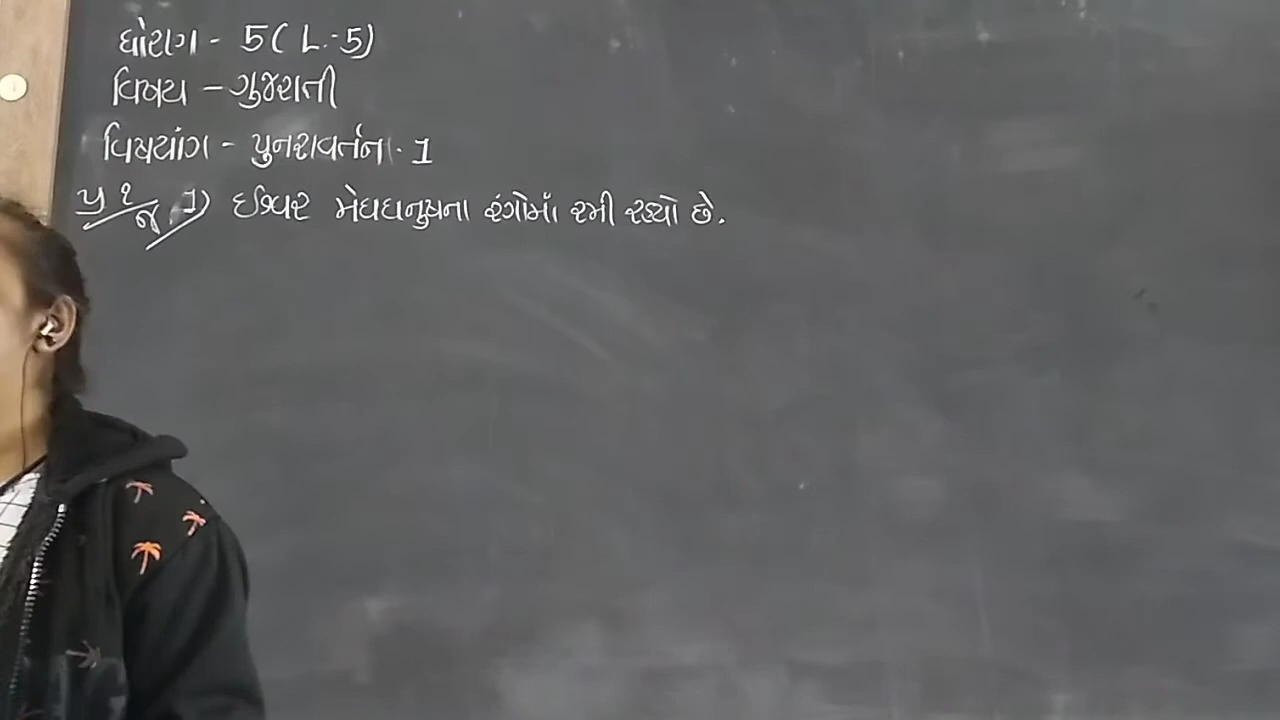 ધોરણ - 5 ( L.-5)
વિષય - ગુજરાતી
વિષયાંગ - પુનરાવર્તન. 1
પ્ર ૧ જ. 1) ઈશ્વર મેઘધનુષના રંગોમાં રમી રહ્યો છે.